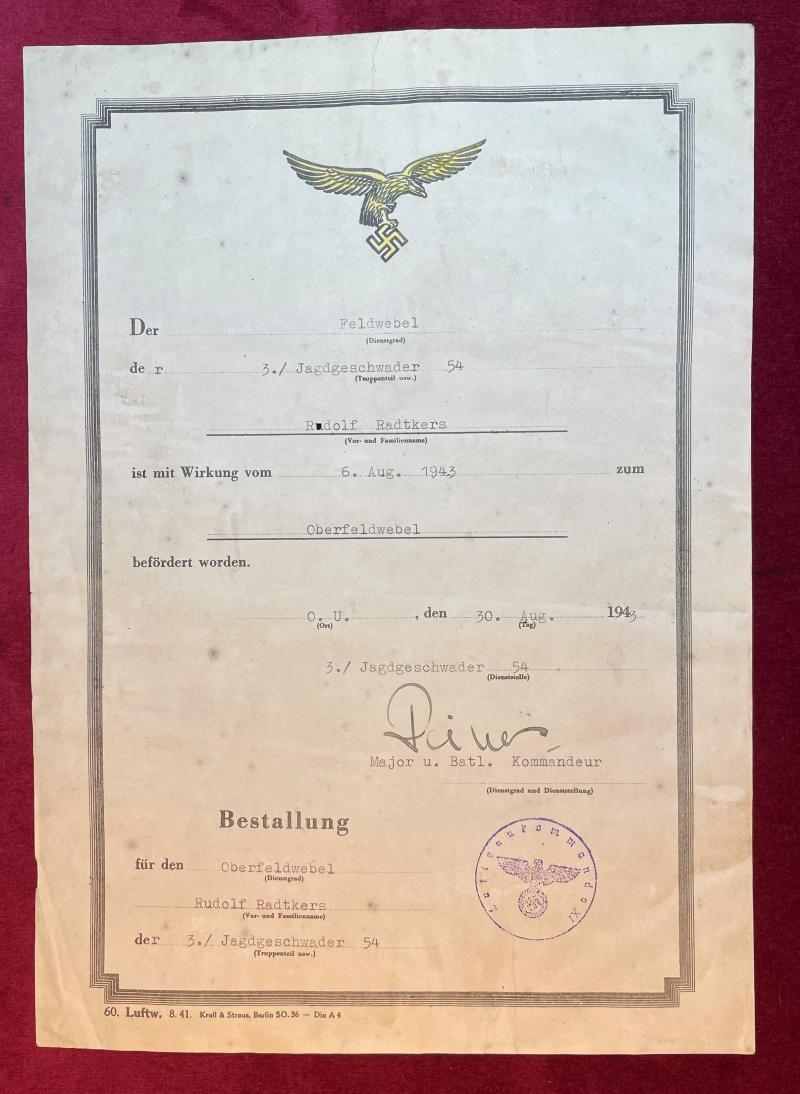 Der Feldwebel
(Dienstgrad)
de r 3./ Jagdgeschwader 54
(Truppenteil usw.)
Rudolf Radtkers
(Vor- und Familienname)
ist mit Wirkung vom 6. Aug. 1943 zum
Oberfeldwebel
befördert worden.
O. U. , den 30. Aug. 1943
(Ort) (Tag)
3./ Jagdgeschwader 54
(Dienststelle)
Major u. Batl. Kommandeur
(Dienstgrad und Dienststellung)
Bestallung
für den Oberfeldwebel
(Dienstgrad)
Rudolf Radtkers
(Vor- und Familienname)
der 3./ Jagdgeschwader 54
(Truppenteil usw.)
Luftgaukommando XI
60. Luftw. 8. 41. Kroll & Straus, Berlin SO. 36 — Din A 4